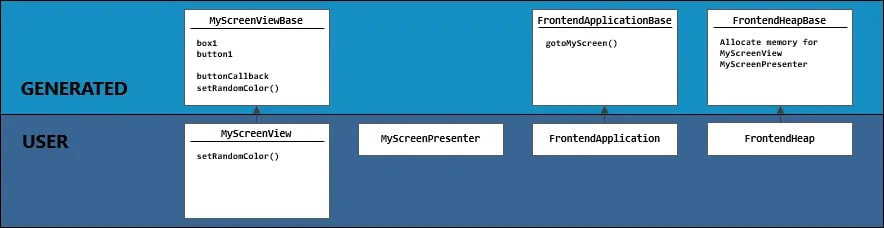 GENERATED
MyScreenViewBase
box1
button1
buttonCallback
setRandomColor()
FrontendApplicationBase
gotoMyScreen()
FrontendHeapBase
Allocate memory for
MyScreenView
MyScreenPresenter
USER
MyScreenView
setRandomColor()
MyScreenPresenter
FrontendApplication
FrontendHeap